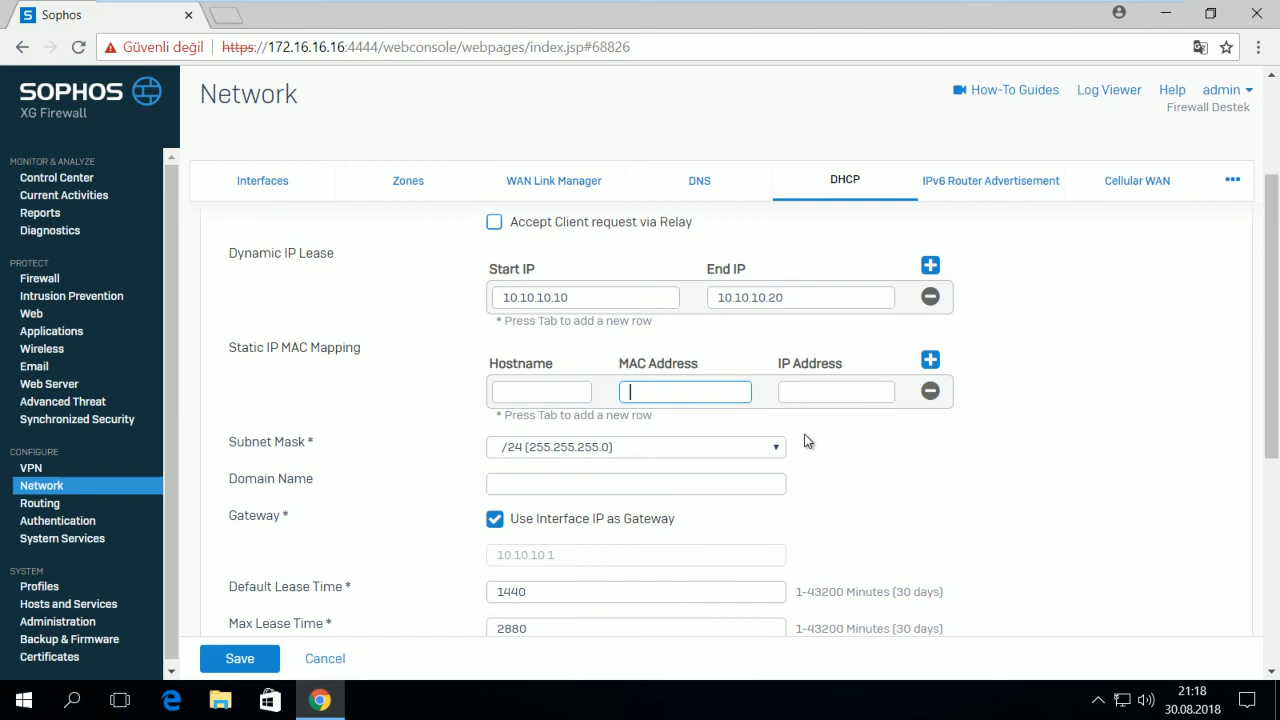 Sophos
Güvenli değil
https://172.16.16.16:4444/webconsole/webpages/index.jsp#68826
SOPHOS
XG Firewall
Network
How-To Guides
Log Viewer
Help
admin
Firewall Destek
MONITOR & ANALYZE
Control Center
Current Activities
Reports
Diagnostics
PROTECT
Firewall
Intrusion Prevention
Web
Applications
Wireless
Email
Web Server
Advanced Threat
Synchronized Security
CONFIGURE
VPN
Network
Routing
Authentication
System Services
SYSTEM
Profiles
Hosts and Services
Administration
Backup & Firmware
Certificates
Interfaces
Zones
WAN Link Manager
DNS
DHCP
IPv6 Router Advertisement
Cellular WAN
Accept Client request via Relay
Dynamic IP Lease
Start IP
End IP
10.10.10.10
10.10.10.20
* Press Tab to add a new row
Static IP MAC Mapping
Hostname
MAC Address
IP Address
* Press Tab to add a new row
Subnet Mask *
/24 (255.255.255.0)
Domain Name
Gateway *
Use Interface IP as Gateway
10.10.10.1
Default Lease Time *
1440
1-43200 Minutes (30 days)
Max Lease Time *
2880
1-43200 Minutes (30 days)
Save
Cancel
21:18
30.08.2018